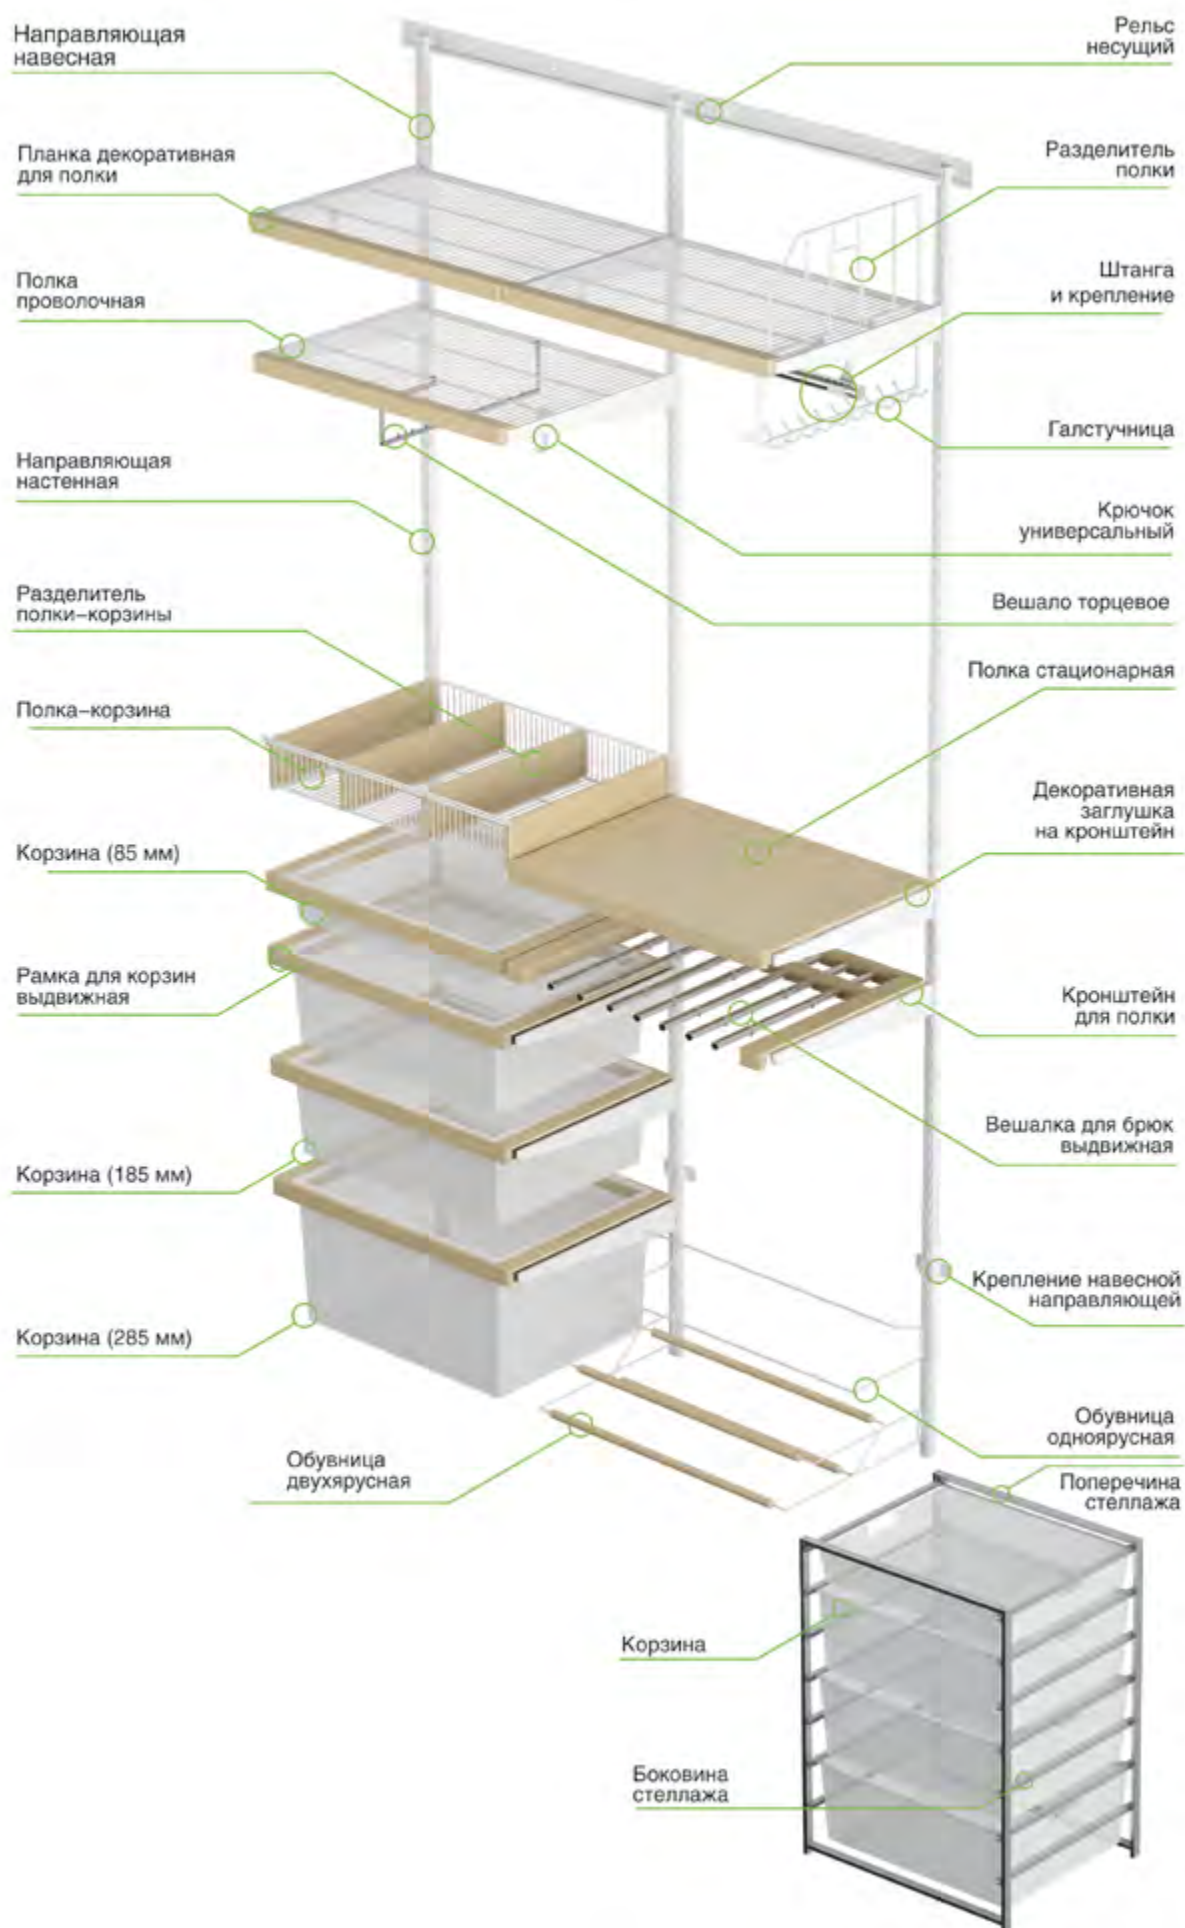 Направляющая
навесная
Рельс
несущий
Планка декоративная
для полки
Разделитель
полки
Полка
проволочная
Штанга
и крепление
Галстучница
Направляющая
настенная
Крючок
универсальный
Разделитель
полки–корзины
Вешало торцевое
Полка–корзина
Полка стационарная
Декоративная
заглушка
на кронштейн
Корзина (85 мм)
Рамка для корзин
выдвижная
Кронштейн
для полки
Вешалка для брюк
выдвижная
Корзина (185 мм)
Крепление навесной
направляющей
Корзина (285 мм)
Обувница
одноярусная
Обувница
двухярусная
Поперечина
стеллажа
Корзина
Боковина
стеллажа